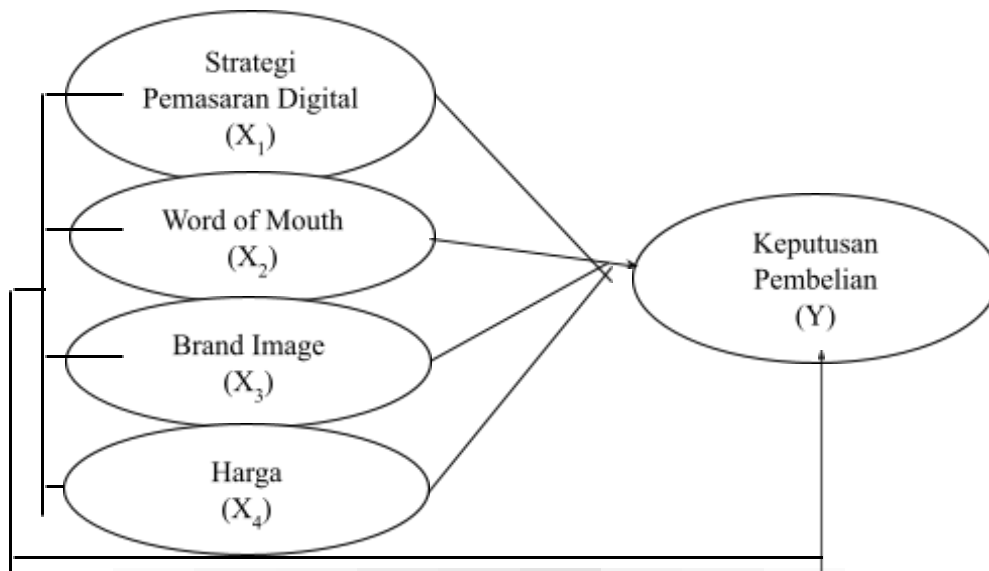 Strategi
Pemasaran Digital
(X₁)
Word of Mouth
(X₂)
Brand Image
(X₃)
Harga
(X₄)
Keputusan
Pembelian
(Y)